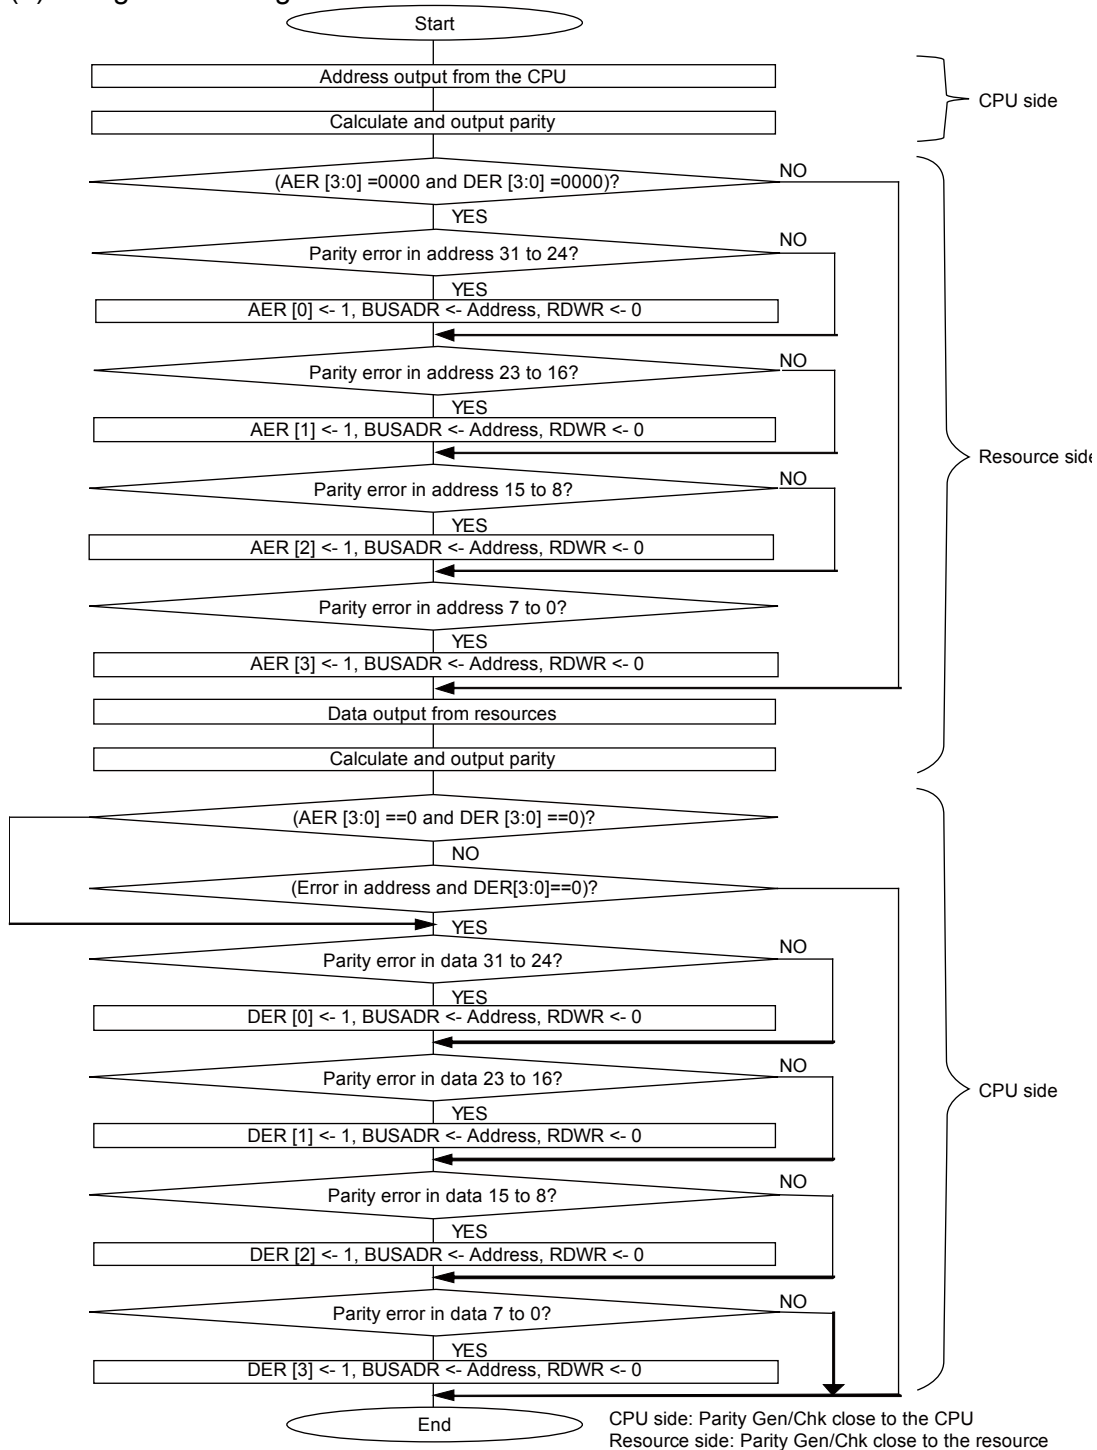 Start
Address output from the CPU
CPU side
Calculate and output parity
(AER [3:0] =0000 and DER [3:0] =0000)?
NO
YES
Parity error in address 31 to 24?
NO
YES
AER [0] <- 1, BUSADR <- Address, RDWR <- 0
Parity error in address 23 to 16?
NO
YES
AER [1] <- 1, BUSADR <- Address, RDWR <- 0
Resource side
Parity error in address 15 to 8?
NO
YES
AER [2] <- 1, BUSADR <- Address, RDWR <- 0
Parity error in address 7 to 0?
YES
AER [3] <- 1, BUSADR <- Address, RDWR <- 0
Data output from resources
Calculate and output parity
(AER [3:0] ==0 and DER [3:0] ==0)?
NO
(Error in address and DER[3:0]==0)?
YES
Parity error in data 31 to 24?
NO
YES
DER [0] <- 1, BUSADR <- Address, RDWR <- 0
Parity error in data 23 to 16?
NO
CPU side
YES
DER [1] <- 1, BUSADR <- Address, RDWR <- 0
Parity error in data 15 to 8?
NO
YES
DER [2] <- 1, BUSADR <- Address, RDWR <- 0
Parity error in data 7 to 0?
NO
YES
DER [3] <- 1, BUSADR <- Address, RDWR <- 0
End
CPU side: Parity Gen/Chk close to the CPU
Resource side: Parity Gen/Chk close to the resource